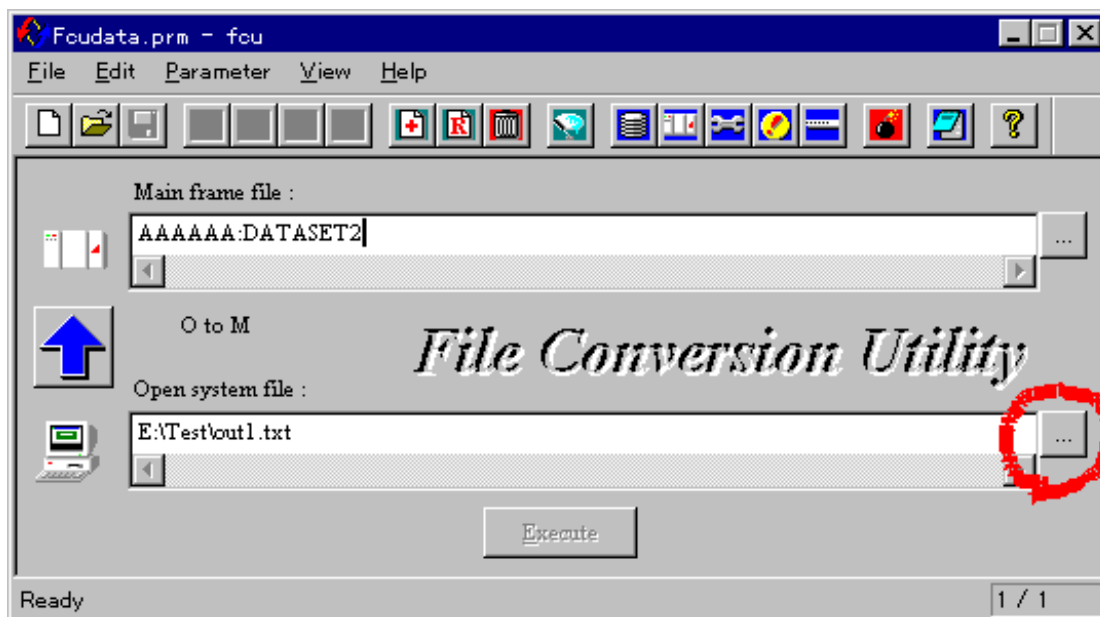 Fcudata.prm - fcu
File Edit Parameter View Help
R ?
Main frame file :
AAAAAA:DATASET2
...
O to M
File Conversion Utility
Open system file :
E:\Test\out1.txt
...
Execute
Ready 1 / 1